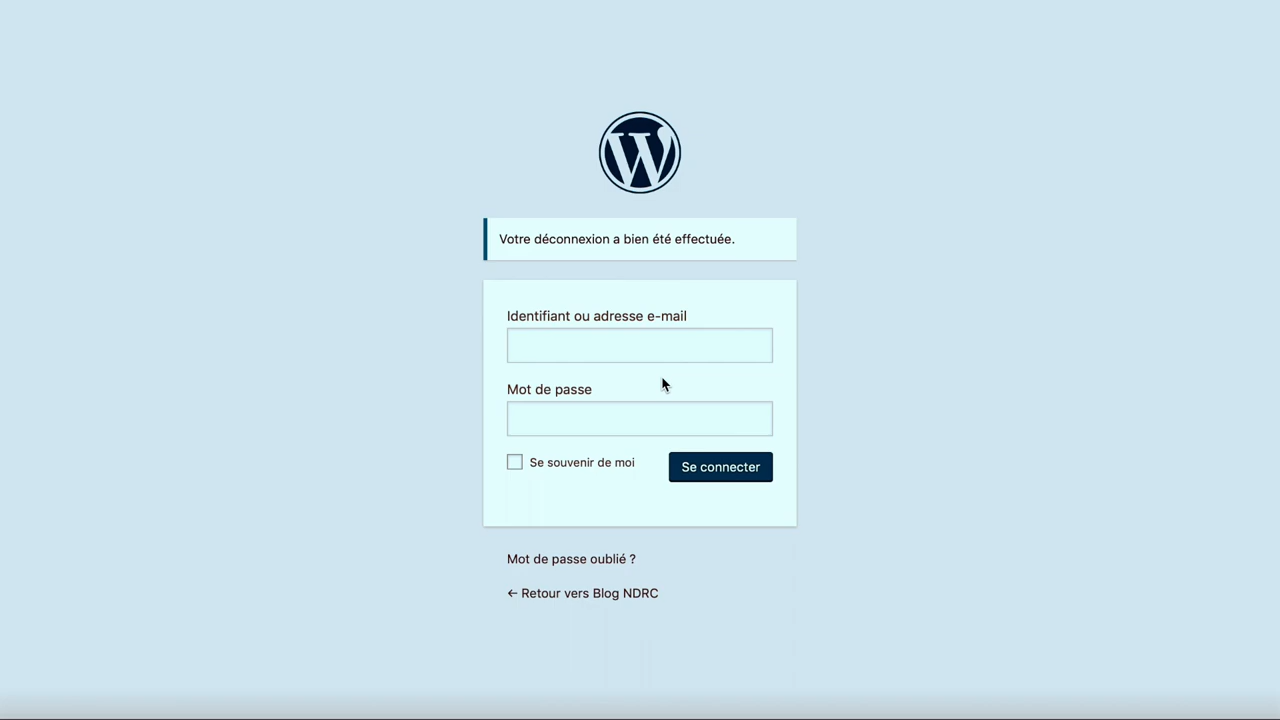 Votre déconnexion a bien été effectuée.
Identifiant ou adresse e-mail
Mot de passe
Se souvenir de moi
Se connecter
Mot de passe oublié ?
← Retour vers Blog NDRC